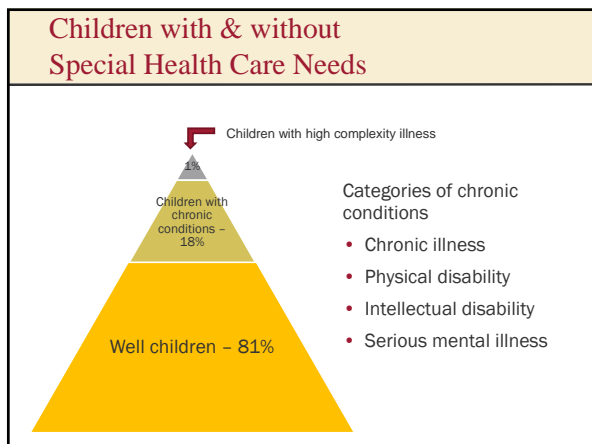 Children with & without
Special Health Care Needs
Children with high complexity illness
1%
Children with
chronic
conditions –
18%
Well children – 81%
Categories of chronic
conditions
• Chronic illness
• Physical disability
• Intellectual disability
• Serious mental illness